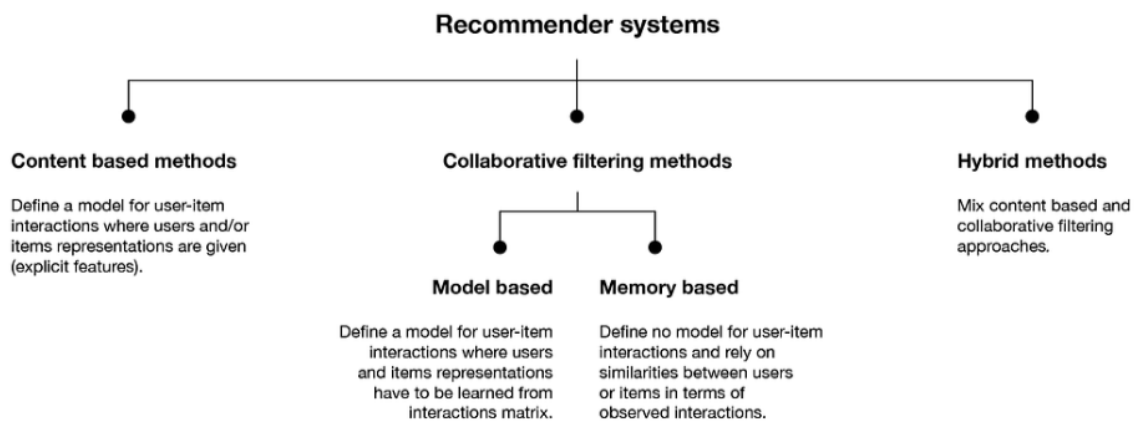 Recommender systems
Content based methods
Define a model for user-item
interactions where users and/or
items representations are given
(explicit features).
Collaborative filtering methods
Model based
Define a model for user-item
interactions where users
and items representations
have to be learned from
interactions matrix.
Memory based
Define no model for user-item
interactions and rely on
similarities between users
or items in terms of
observed interactions.
Hybrid methods
Mix content based and
collaborative filtering
approaches.